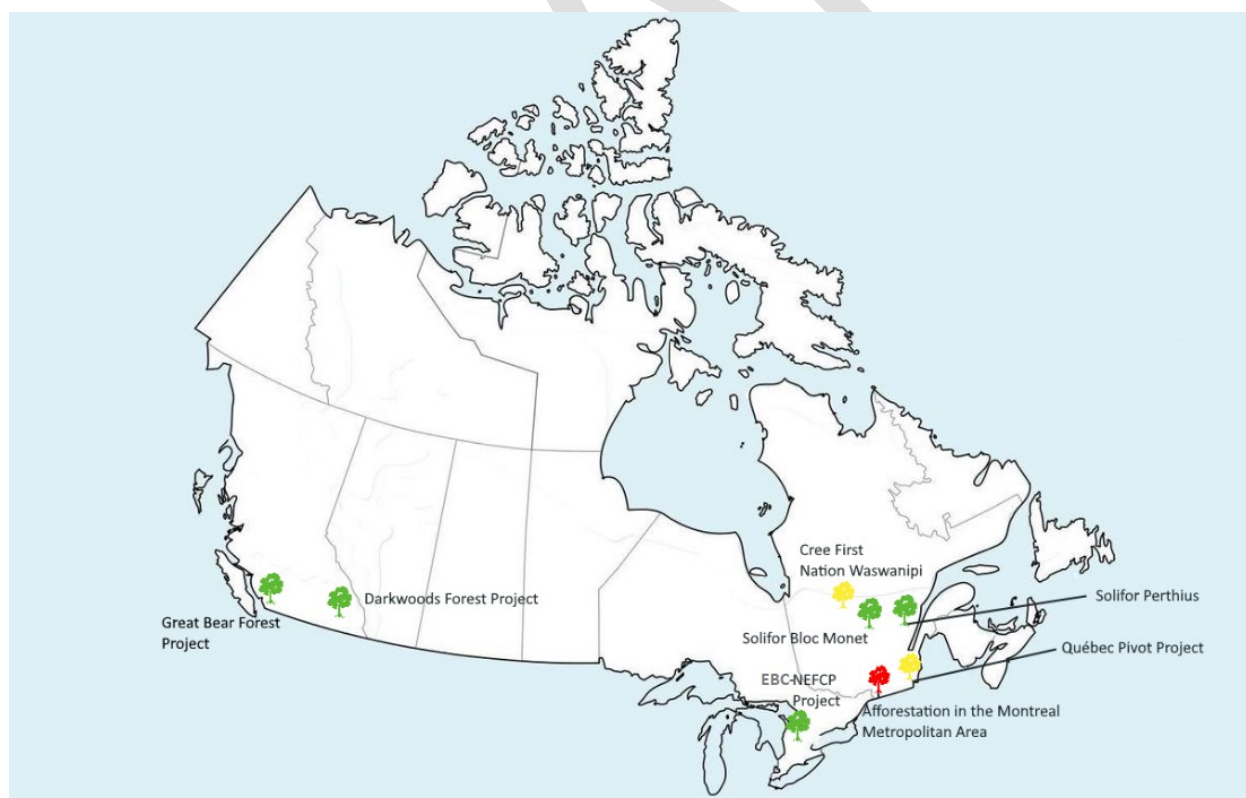 Cree First
Nation Waswanipi
Solifor Perthius
Darkwoods Forest Project
Great Bear Forest
Project
Solifor Bloc Monet
Québec Pivot Project
EBC-NEFCP
Project
Afforestation in the Montreal
Metropolitan Area